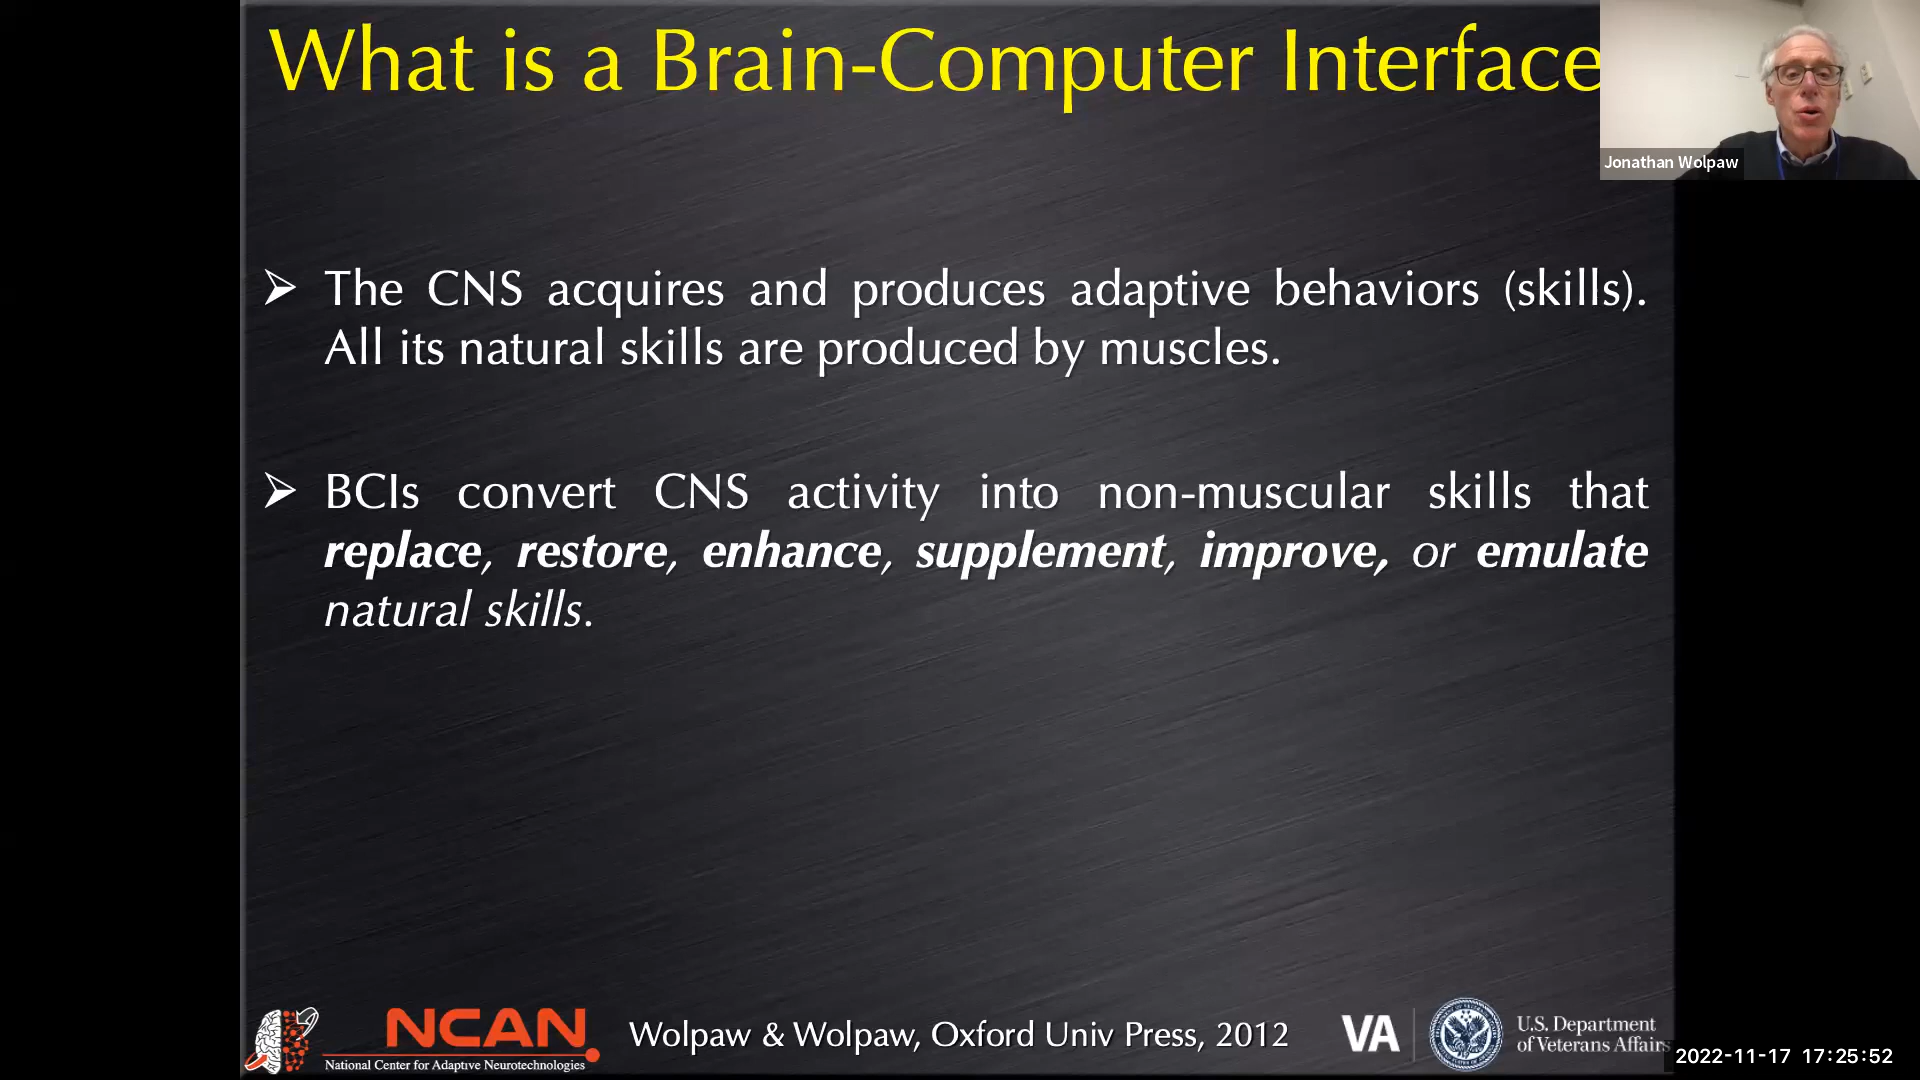 What is a Brain-Computer Interface
Jonathan Wolpaw
➢ The CNS acquires and produces adaptive behaviors (skills).
All its natural skills are produced by muscles.
➢ BCIs convert CNS activity into non-muscular skills that
replace, restore, enhance, supplement, improve, or emulate
natural skills.
NCAN
National Center for Adaptive Neurotechnologies
Wolpaw & Wolpaw, Oxford Univ Press, 2012
VA
U.S. Department
of Veterans Affairs
2022-11-17 17:25:52